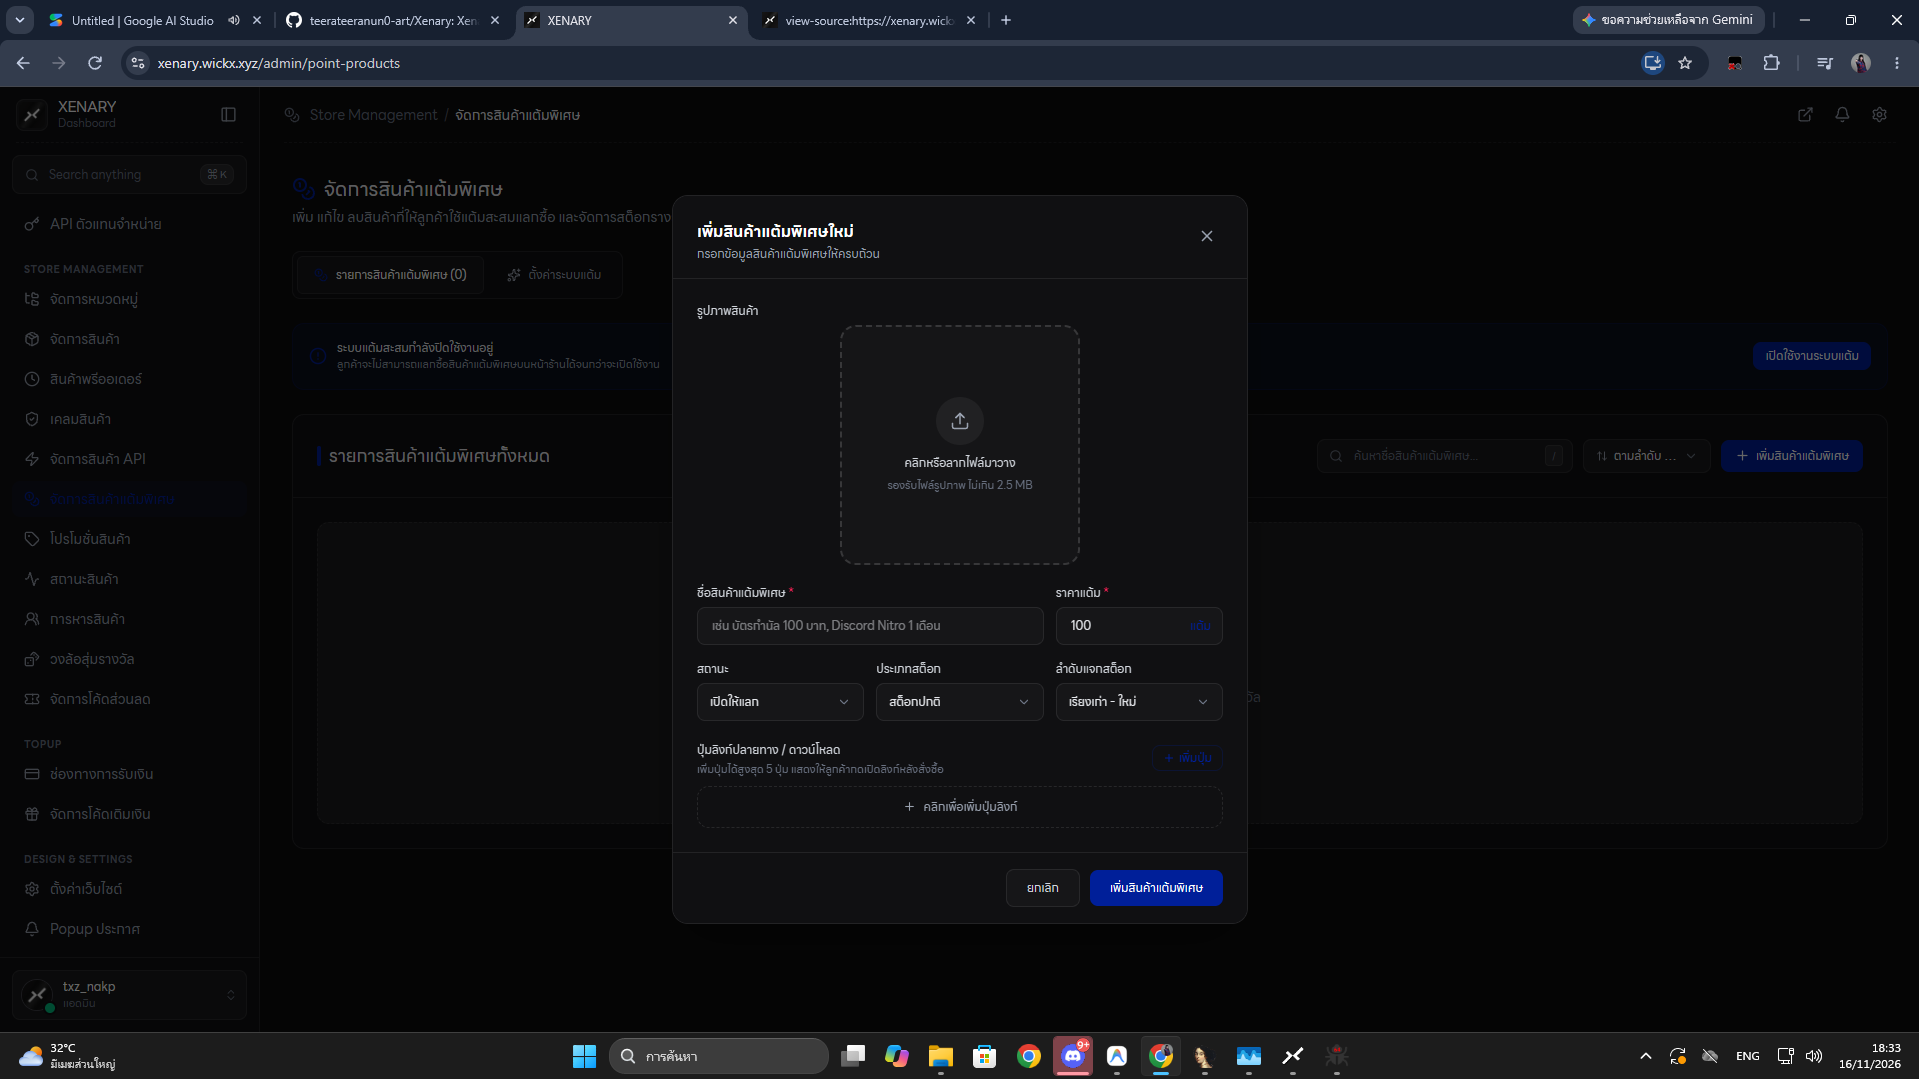 Untitled | Google AI Studio
teerateeranun0-art/Xenary: Xen
XENARY
view-source:https://xenary.wick
ขอความช่วยเหลือจาก Gemini
xenary.wickx.xyz/admin/point-products
XENARY
Dashboard
Search anything
⌘K
API ตัวแทนจำหน่าย
STORE MANAGEMENT
จัดการหมวดหมู่
จัดการสินค้า
สินค้าพรีออเดอร์
เคลมสินค้า
จัดการสินค้า API
จัดการสินค้าแต้มพิเศษ
โปรโมชั่นสินค้า
สถานะสินค้า
การหารสินค้า
วงล้อสุ่มรางวัล
จัดการโค้ดส่วนลด
TOPUP
ช่องทางการรับเงิน
จัดการโค้ดเติมเงิน
DESIGN & SETTINGS
ตั้งค่าเว็บไซต์
Popup ประกาศ
txz_nakp
แอดมิน
Store Management / จัดการสินค้าแต้มพิเศษ
จัดการสินค้าแต้มพิเศษ
เพิ่ม แก้ไข ลบสินค้าที่ให้ลูกค้าใช้แต้มสะสมแลกซื้อ และจัดการสต็อกราง
รายการสินค้าแต้มพิเศษ (0)
ตั้งค่าระบบแต้ม
ระบบแต้มสะสมกำลังปิดใช้งานอยู่
ลูกค้าจะไม่สามารถแลกซื้อสินค้าแต้มพิเศษบนหน้าร้านได้จนกว่าจะเปิดใช้งาน
เปิดใช้งานระบบแต้ม
รายการสินค้าแต้มพิเศษทั้งหมด
ค้นหาชื่อสินค้าแต้มพิเศษ...
/
ตามลำดับ ...
+ เพิ่มสินค้าแต้มพิเศษ
เพิ่มสินค้าแต้มพิเศษใหม่
กรอกข้อมูลสินค้าแต้มพิเศษให้ครบถ้วน
รูปภาพสินค้า
คลิกหรือลากไฟล์มาวาง
รองรับไฟล์รูปภาพ ไม่เกิน 2.5 MB
ชื่อสินค้าแต้มพิเศษ *
ราคาแต้ม *
เช่น บัตรกำนัล 100 บาท, Discord Nitro 1 เดือน
100
แต้ม
สถานะ
ประเภทสต็อก
ลำดับแจกสต็อก
เปิดให้แลก
สต็อกปกติ
เรียงเก่า - ใหม่
ปุ่มลิงก์ปลายทาง / ดาวน์โหลด
เพิ่มปุ่มได้สูงสุด 5 ปุ่ม แสดงให้ลูกค้ากดเปิดลิงก์หลังสั่งซื้อ
+ เพิ่มปุ่ม
+ คลิกเพื่อเพิ่มปุ่มลิงก์
ยกเลิก
เพิ่มสินค้าแต้มพิเศษ
32°C
มีเมฆส่วนใหญ่
การค้นหา
9+
ENG
18:33
16/11/2026